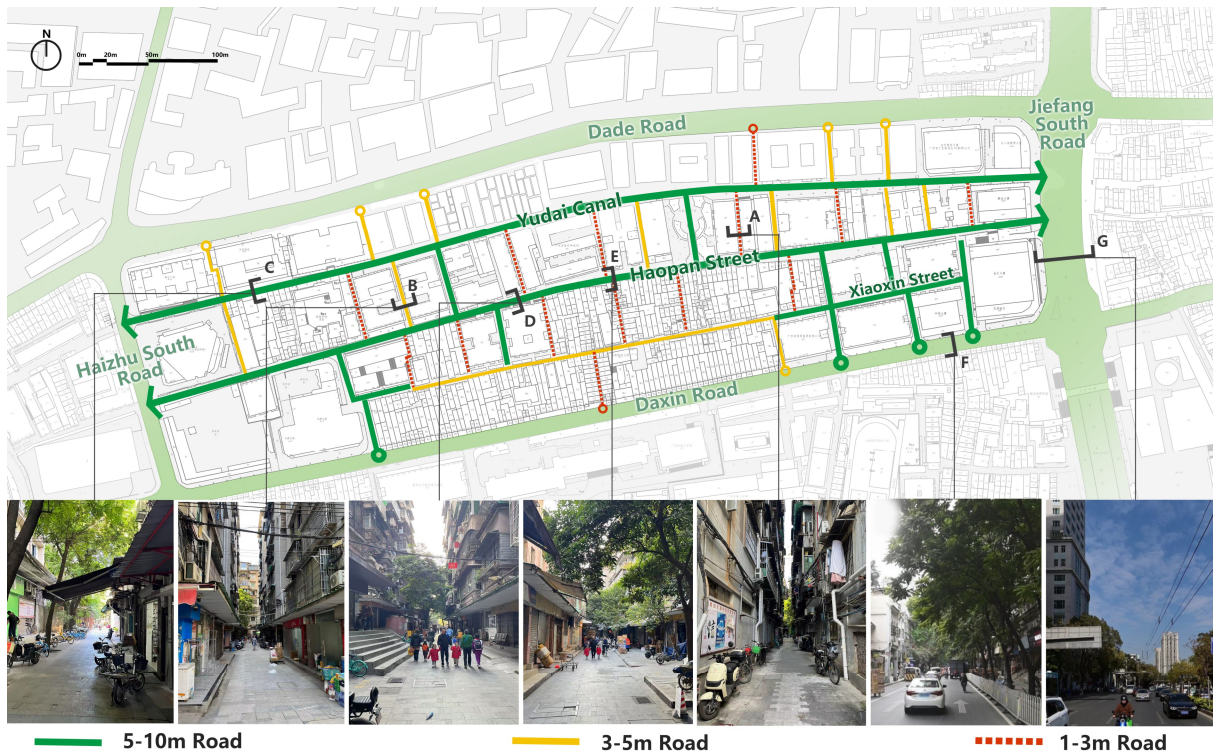 N
0m 20m 50m 100m
Dade Road
Jiefang
South
Road
Yudai Canal
A
G
C
E
Haopan Street
B
Xiaoxin Street
D
Haizhu South
Road
F
Daxin Road
5-10m Road
3-5m Road
1-3m Road